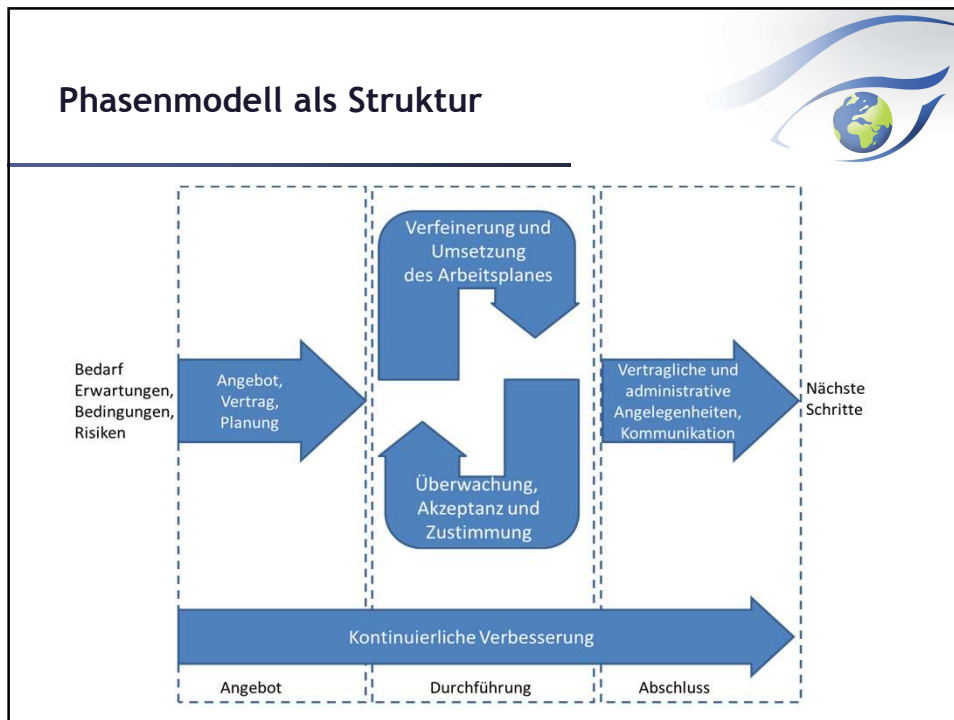 Phasenmodell als Struktur
Bedarf
Erwartungen,
Bedingungen,
Risiken
Angebot,
Vertrag,
Planung
Verfeinerung und
Umsetzung
des Arbeitsplanes
Überwachung,
Akzeptanz und
Zustimmung
Vertragliche und
administrative
Angelegenheiten,
Kommunikation
Nächste
Schritte
Kontinuierliche Verbesserung
Angebot
Durchführung
Abschluss